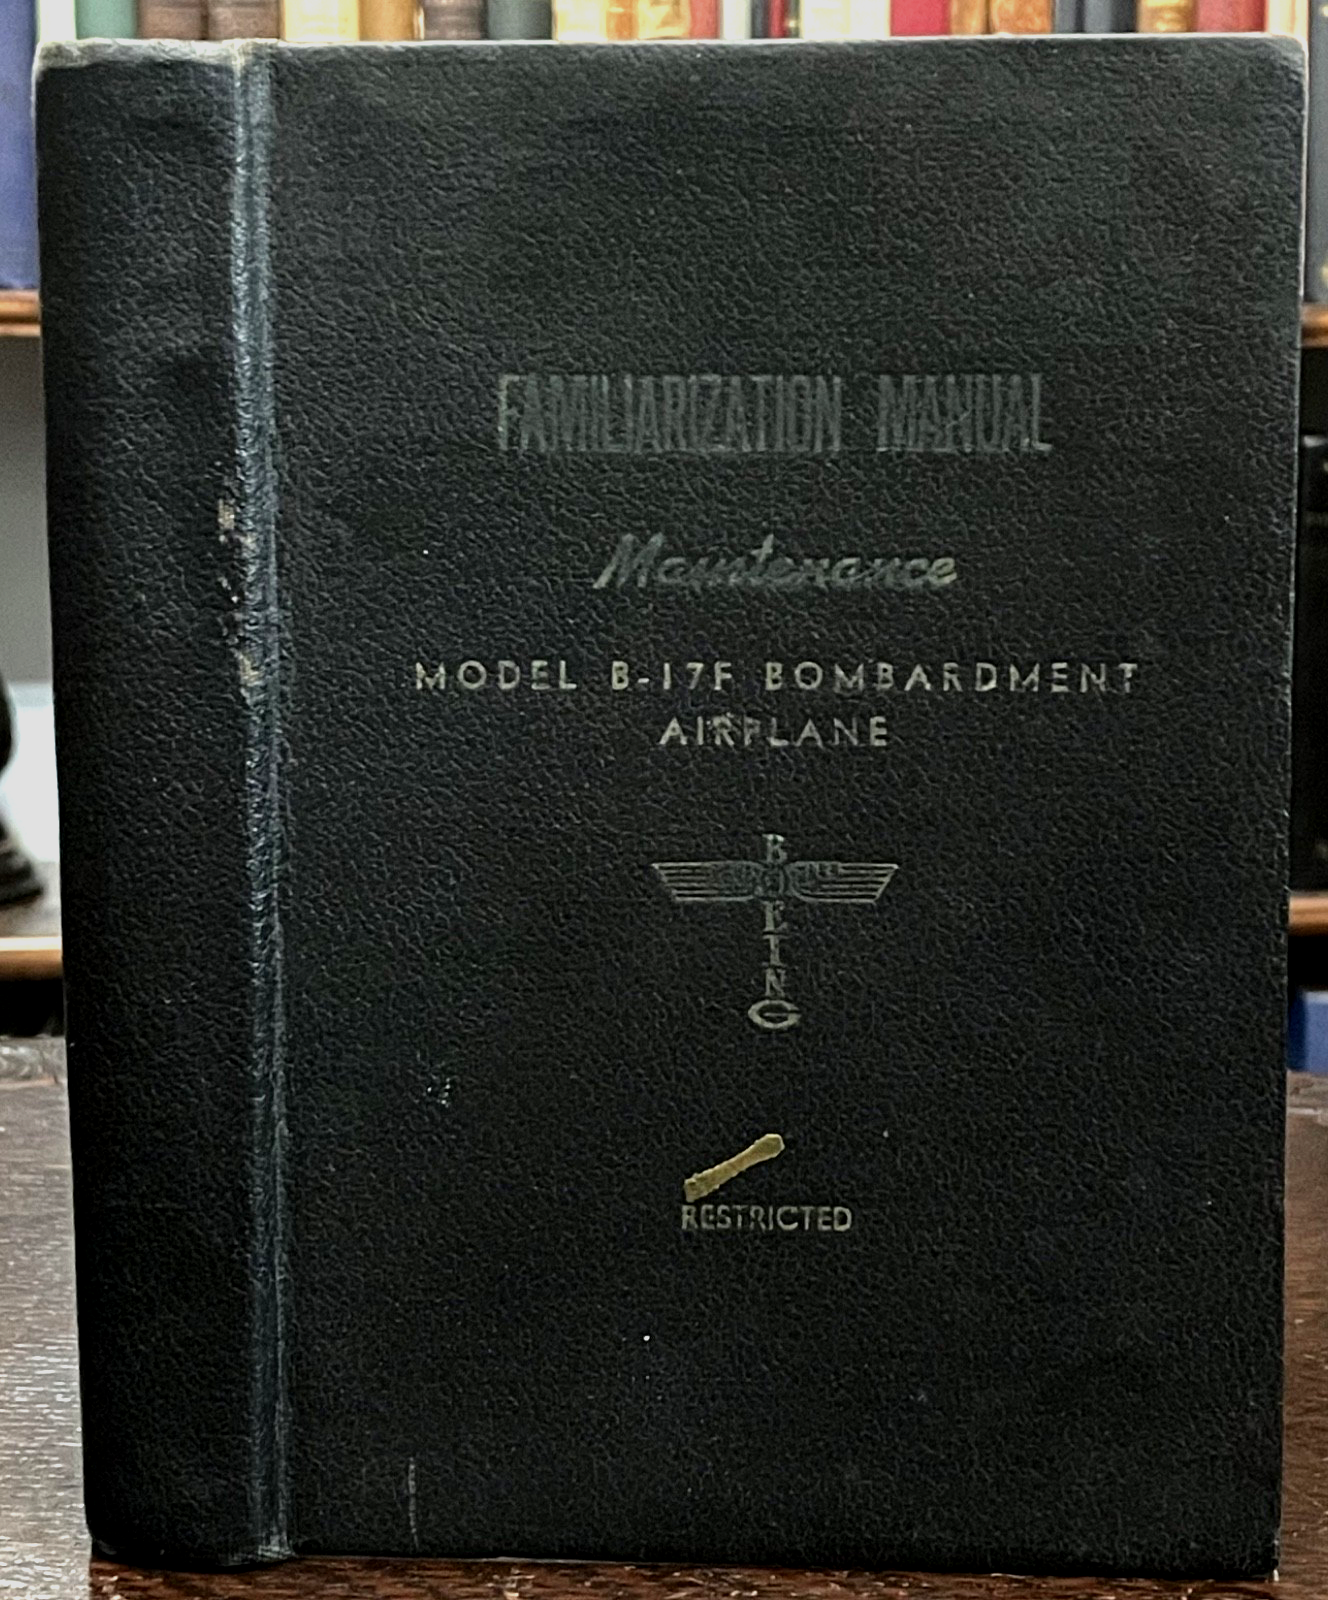 FAMILIARIZATION MANUAL
Maintenance
MODEL B-17F BOMBARDMENT
AIRPLANE
BOEING
RESTRICTED